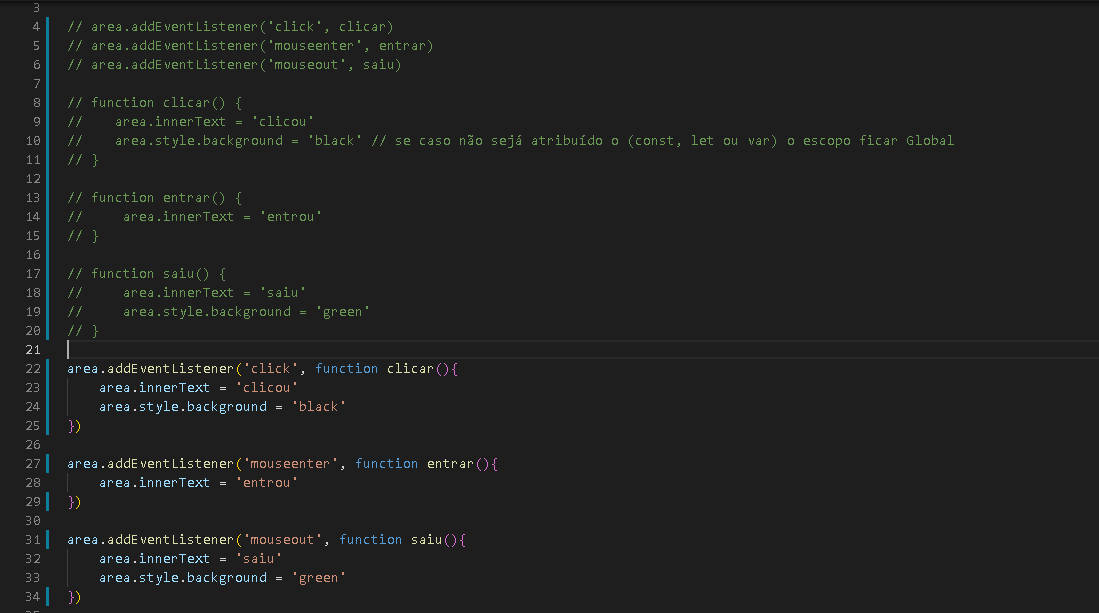 3
4 // area.addEventListener('click', clicar)
5 // area.addEventListener('mouseenter', entrar)
6 // area.addEventListener('mouseout', saiu)
7
8 // function clicar() {
9 //    area.innerText = 'clicou'
10 //    area.style.background = 'black' // se caso não sejá atribuído o (const, let ou var) o escopo ficar Global
11 // }
12
13 // function entrar() {
14 //     area.innerText = 'entrou'
15 // }
16
17 // function saiu() {
18 //     area.innerText = 'saiu'
19 //     area.style.background = 'green'
20 // }
21
22 area.addEventListener('click', function clicar(){
23     area.innerText = 'clicou'
24     area.style.background = 'black'
25 })
26
27 area.addEventListener('mouseenter', function entrar(){
28     area.innerText = 'entrou'
29 })
30
31 area.addEventListener('mouseout', function saiu(){
32     area.innerText = 'saiu'
33     area.style.background = 'green'
34 })